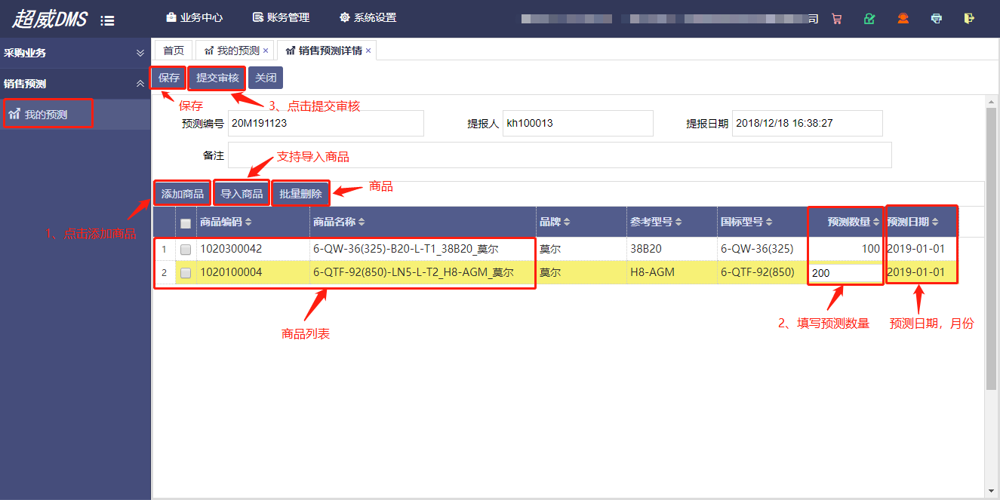 超威DMS 业务中心 账务管理 系统设置 司
采购业务
销售预测
我的预测
首页 我的预测 × 销售预测详情 ×
保存 提交审核 关闭
保存 3、点击提交审核
预测编号 20M191123 提报人 kh100013 提报日期 2018/12/18 16:38:27
备注
支持导入商品
添加商品 导入商品 批量删除 商品
1、点击添加商品
商品编码 商品名称 品牌 参考型号 国标型号 预测数量 预测日期
1 1020300042 6-QW-36(325)-B20-L-T1_38B20_莫尔 莫尔 38B20 6-QW-36(325) 100 2019-01-01
2 1020100004 6-QTF-92(850)-LN5-L-T2_H8-AGM_莫尔 莫尔 H8-AGM 6-QTF-92(850) 200 2019-01-01
商品列表 2、填写预测数量 预测日期，月份